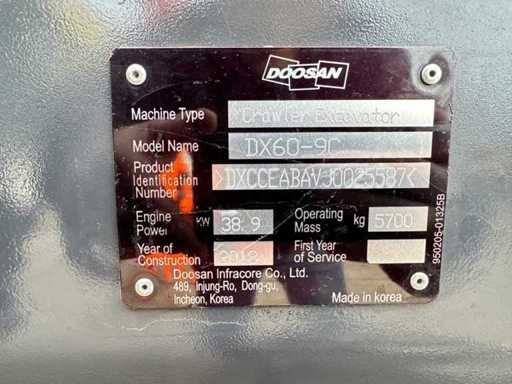 DOOSAN
Machine Type Crawler Excavator
Model Name DX60-9C
Product Identification Number >DXCCEABAVJ0025587<
Engine Power KW 38.9 Operating Mass kg 5700
Year of Construction 2018 First Year of Service
Doosan Infracore Co., Ltd.
489, Injung-Ro, Dong-gu,
Incheon, Korea
Made in korea
950205-01325B